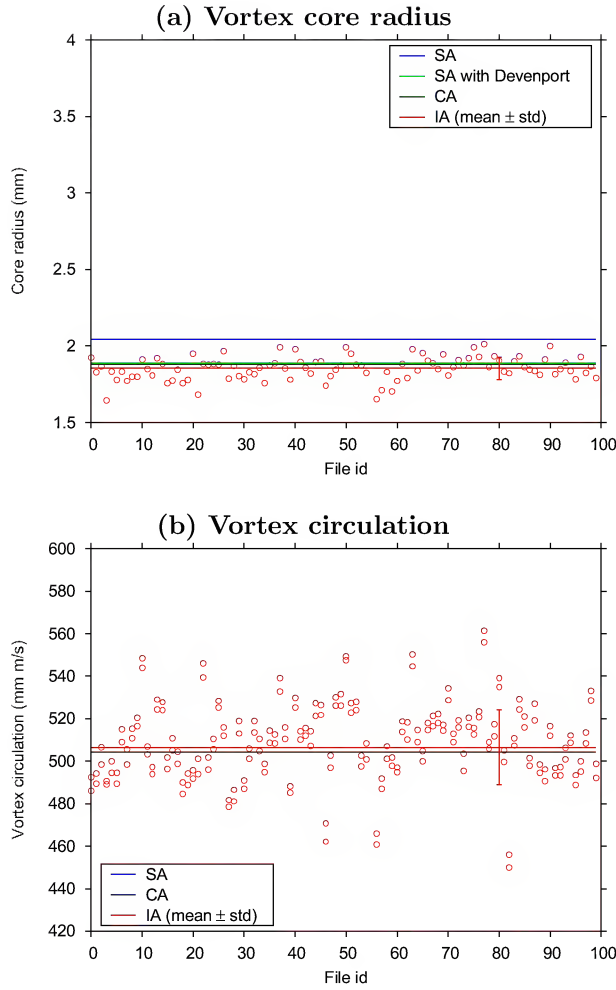 (a) Vortex core radius
4
3.5
3
2.5
2
1.5
Core radius (mm)
SA
SA with Devenport
CA
IA (mean ± std)
0 10 20 30 40 50 60 70 80 90 100
File id
(b) Vortex circulation
600
580
560
540
520
500
480
460
440
420
Vortex circulation (mm m/s)
SA
CA
IA (mean ± std)
0 10 20 30 40 50 60 70 80 90 100
File id